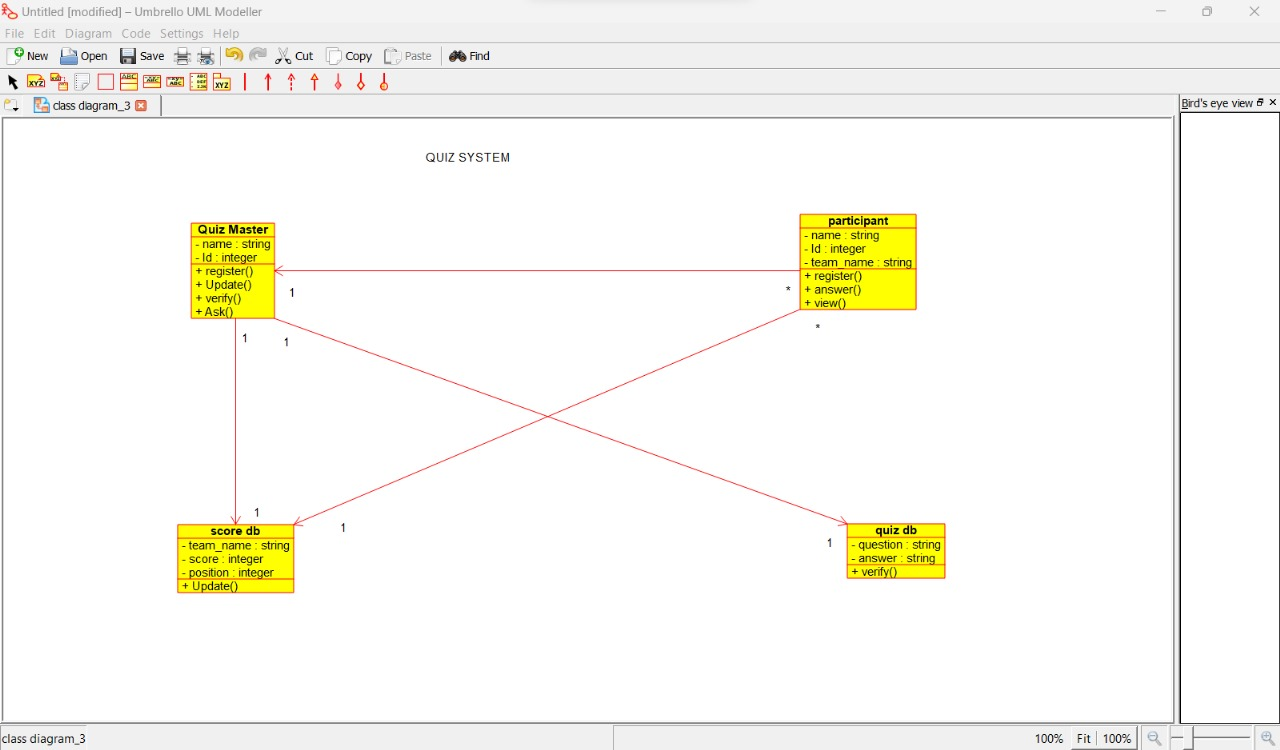 Untitled [modified] – Umbrello UML Modeller
File Edit Diagram Code Settings Help
New Open Save Cut Copy Paste Find
class diagram_3
Bird's eye view
QUIZ SYSTEM
Quiz Master
- name : string
- Id : integer
+ register()
+ Update()
+ verify()
+ Ask()
participant
- name : string
- Id : integer
- team_name : string
+ register()
+ answer()
+ view()
1
*
1
1
*
1
1
1
score db
- team_name : string
- score : integer
- position : integer
+ Update()
quiz db
- question : string
- answer : string
+ verify()
class diagram_3
100% Fit 100%